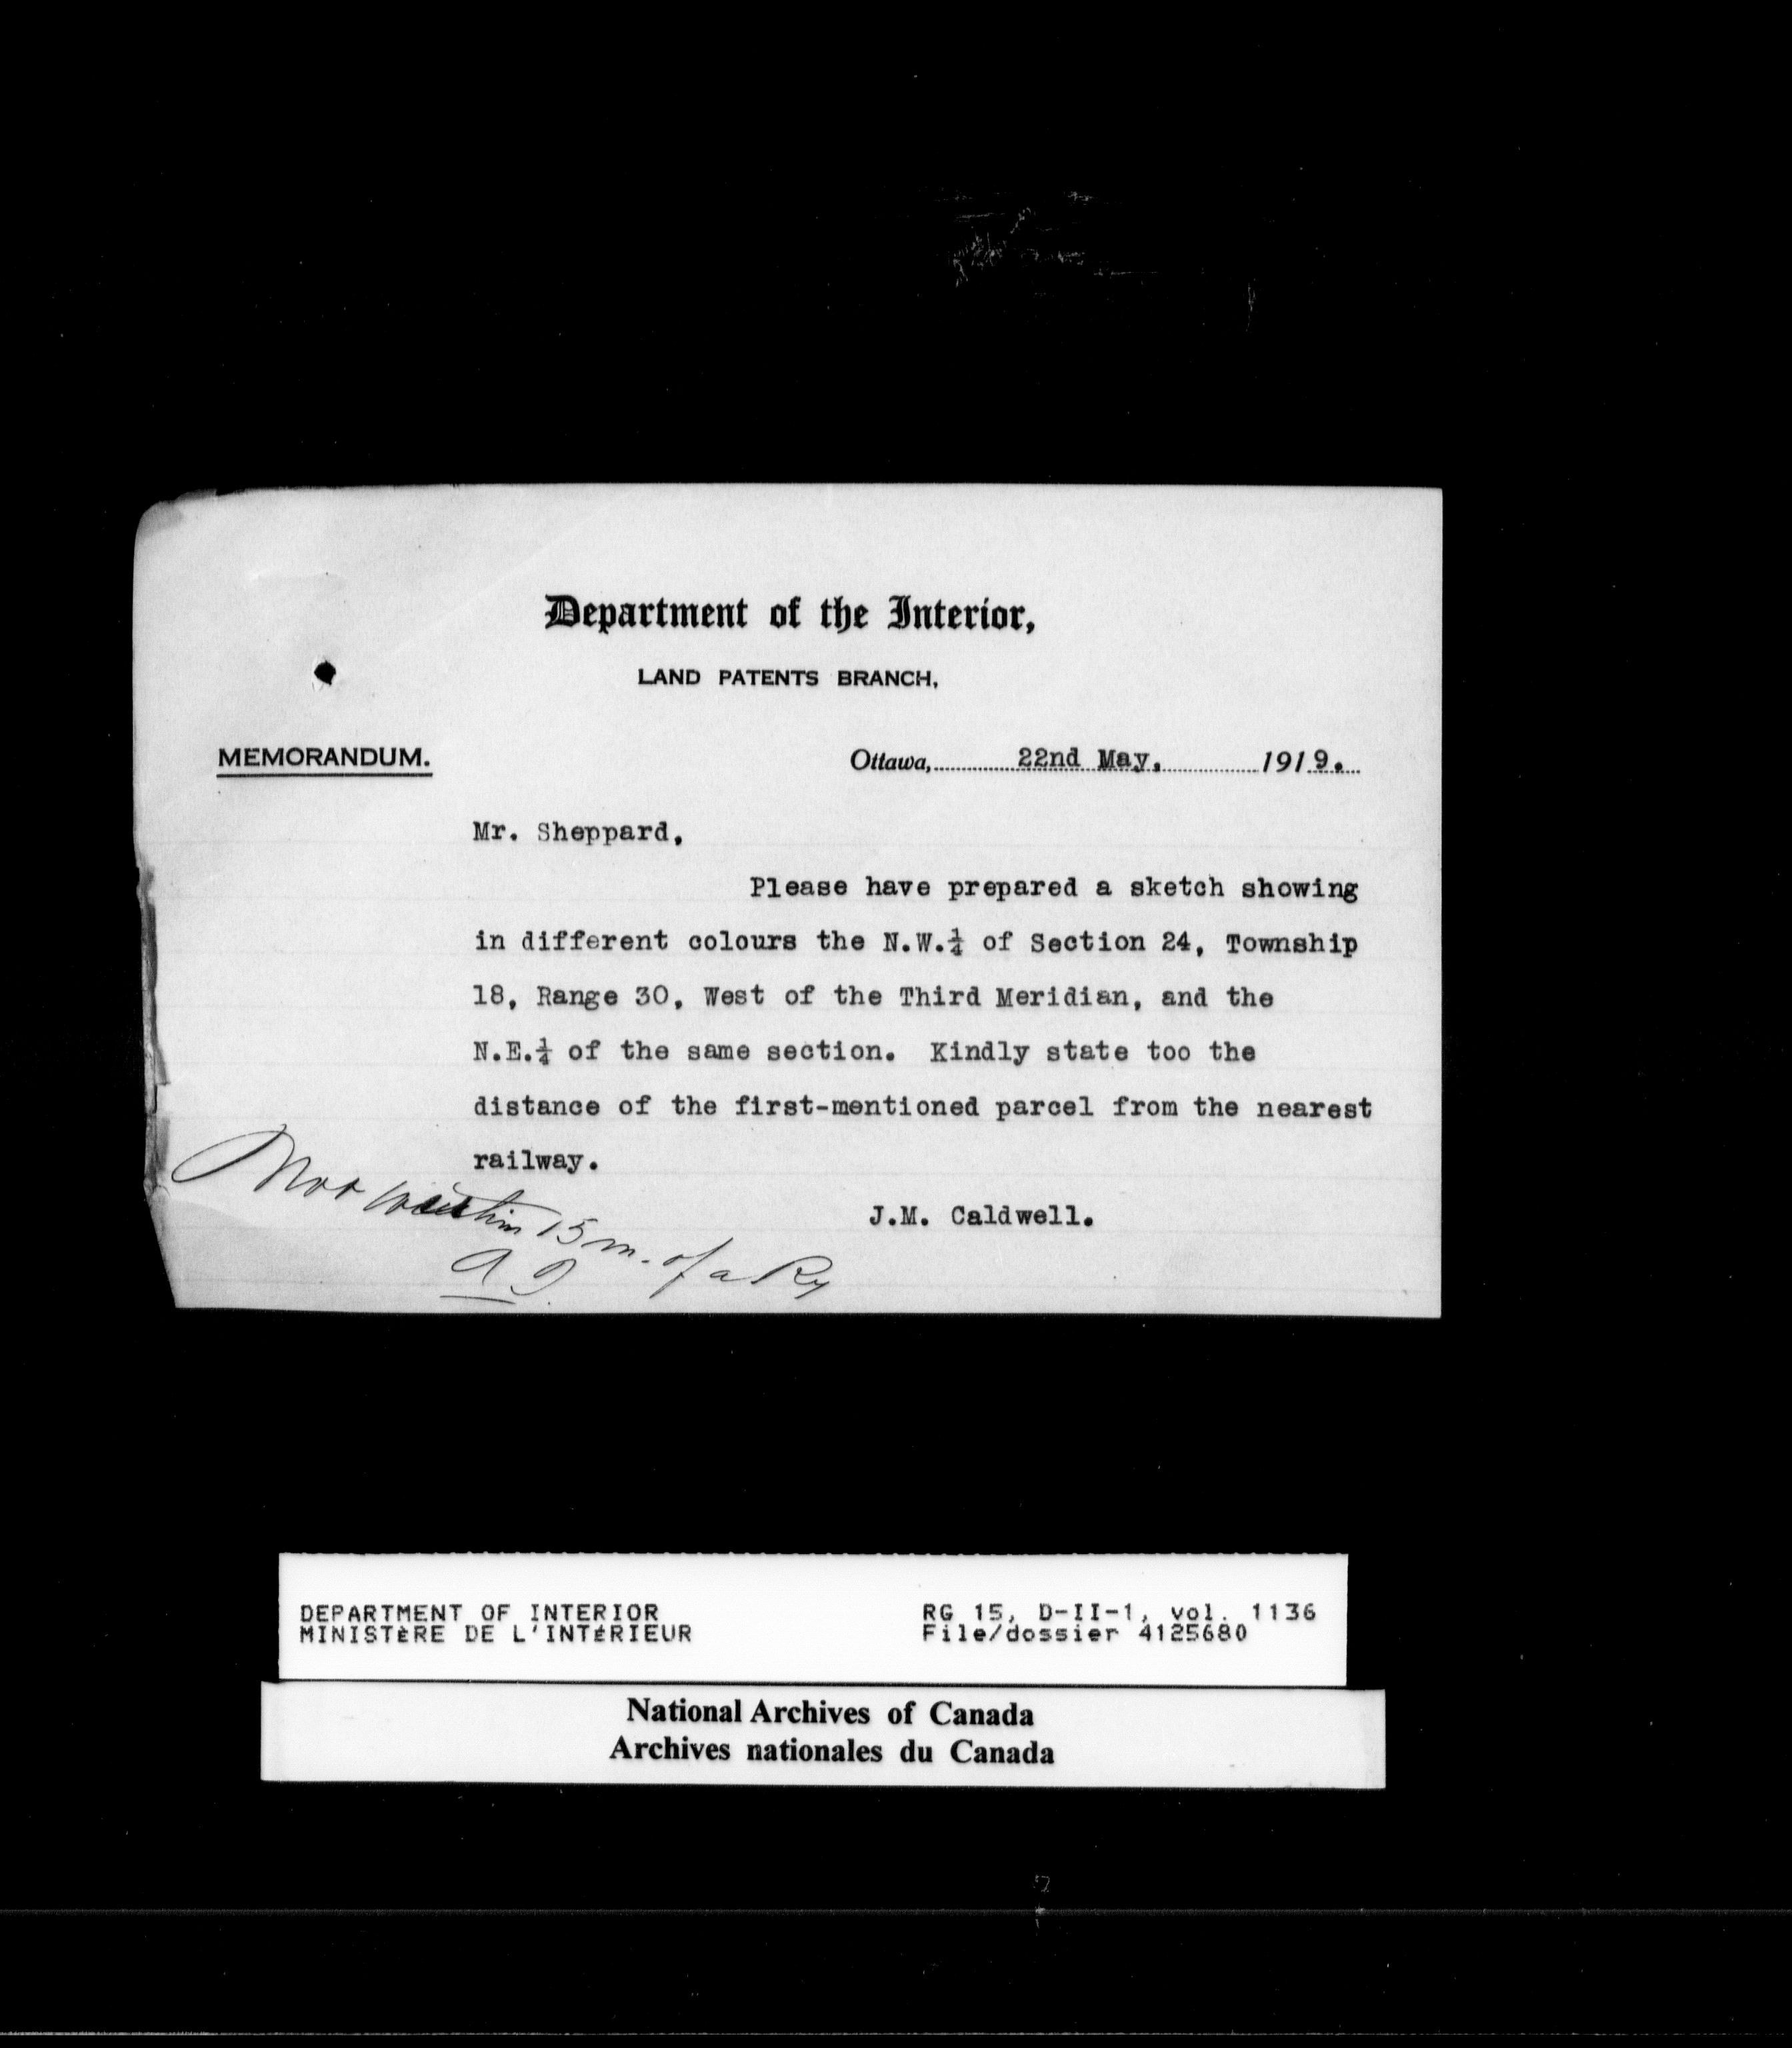 Department of the Interior,
LAND PATENTS BRANCH,
MEMORANDUM.
Ottawa, 22nd May, 1919.
Mr. Sheppard,
Please have prepared a sketch showing
in different colours the N.W.¼ of Section 24, Township
18, Range 30, West of the Third Meridian, and the
N.E.¼ of the same section. Kindly state too the
distance of the first-mentioned parcel from the nearest
railway.
J.M. Caldwell.
Not within 15 m. of a Ry
DEPARTMENT OF INTERIOR
MINISTÈRE DE L'INTÉRIEUR
RG 15, D-II-1, vol. 1136
File/dossier 4125680
National Archives of Canada
Archives nationales du Canada